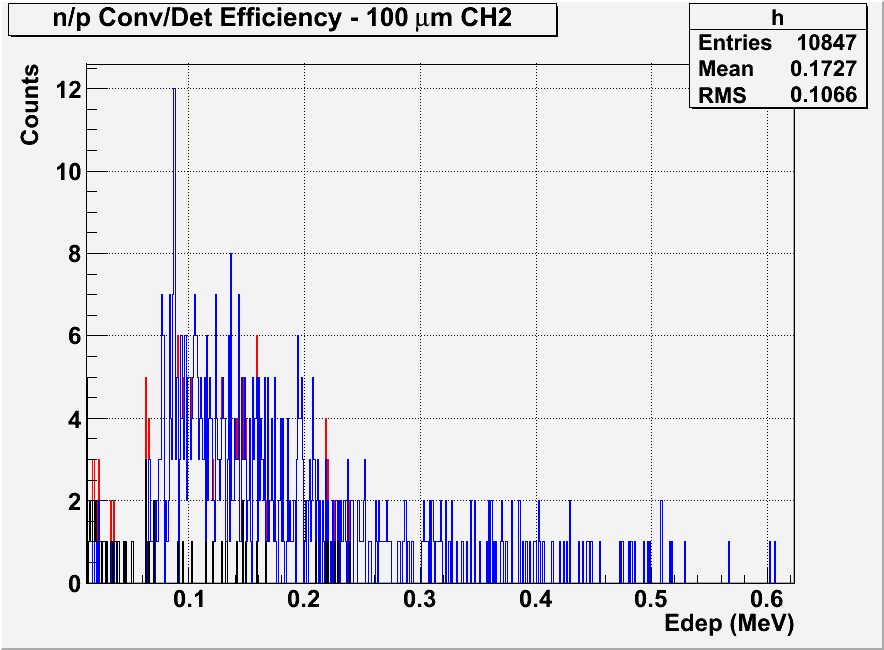 n/p Conv/Det Efficiency - 100 μm CH2
h
Entries 10847
Mean 0.1727
RMS 0.1066
Counts
12
10
8
6
4
2
0
0.1 0.2 0.3 0.4 0.5 0.6
Edep (MeV)